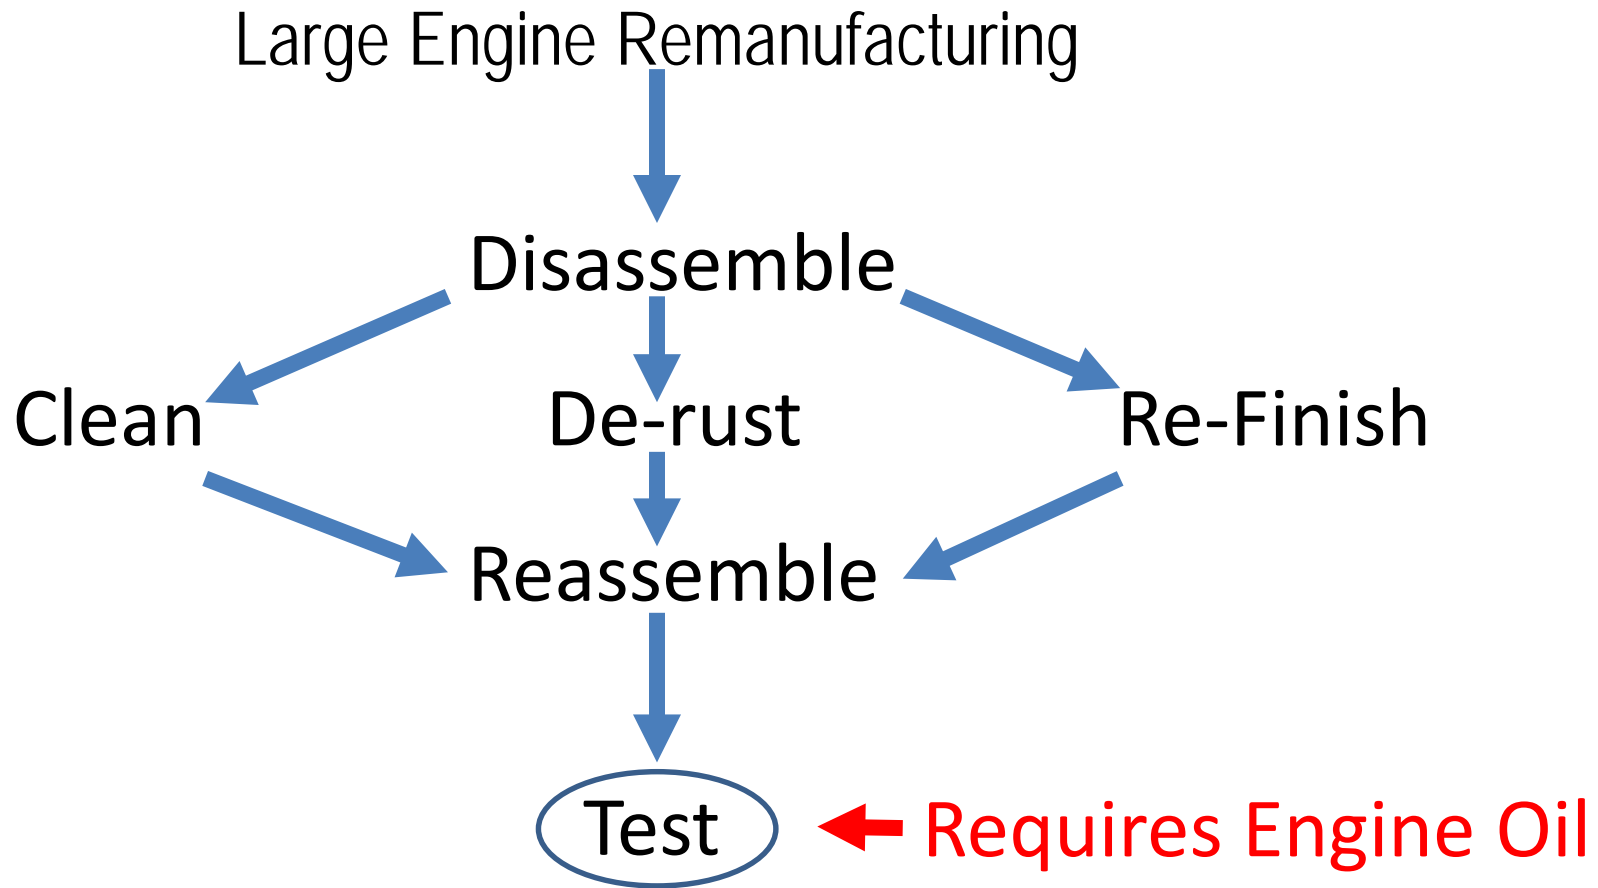 Large Engine Remanufacturing
Disassemble
Clean
De-rust
Re-Finish
Reassemble
Test
Requires Engine Oil